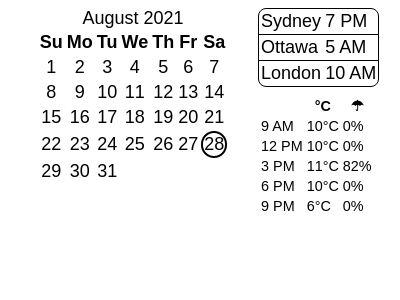 August 2021
Su Mo Tu We Th Fr Sa
1 2 3 4 5 6 7
8 9 10 11 12 13 14
15 16 17 18 19 20 21
22 23 24 25 26 27 28
29 30 31
Sydney 7 PM
Ottawa 5 AM
London 10 AM
°C ☂
9 AM 10°C 0%
12 PM 10°C 0%
3 PM 11°C 82%
6 PM 10°C 0%
9 PM 6°C 0%